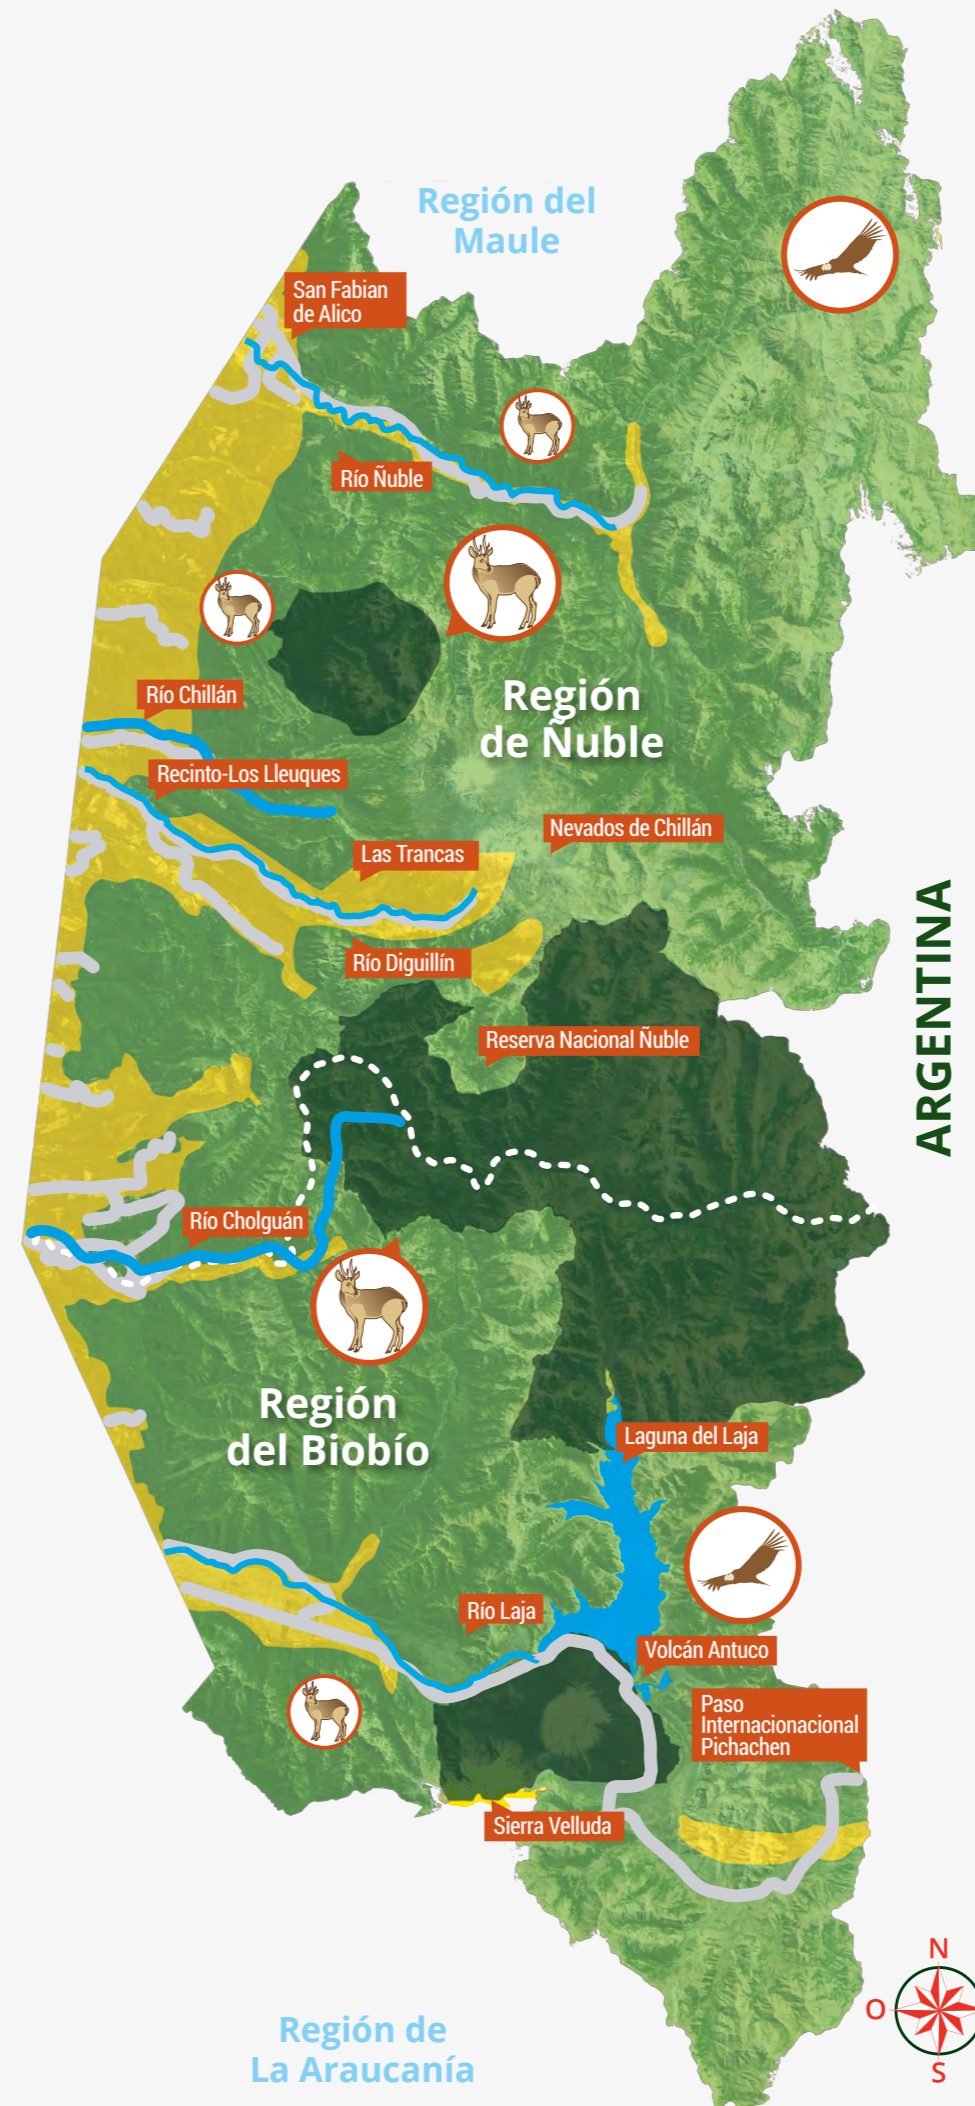 Región del
Maule
San Fabian
de Alico
Río Ñuble
Región
de Ñuble
Río Chillán
Recinto-Los Lleuques
Nevados de Chillán
Las Trancas
Río Diguillín
ARGENTINA
Reserva Nacional Ñuble
Río Cholguán
Región
del Biobío
Laguna del Laja
Río Laja
Volcán Antuco
Paso
Internacionacional
Pichachen
Sierra Velluda
N
O
S
Región de
La Araucanía